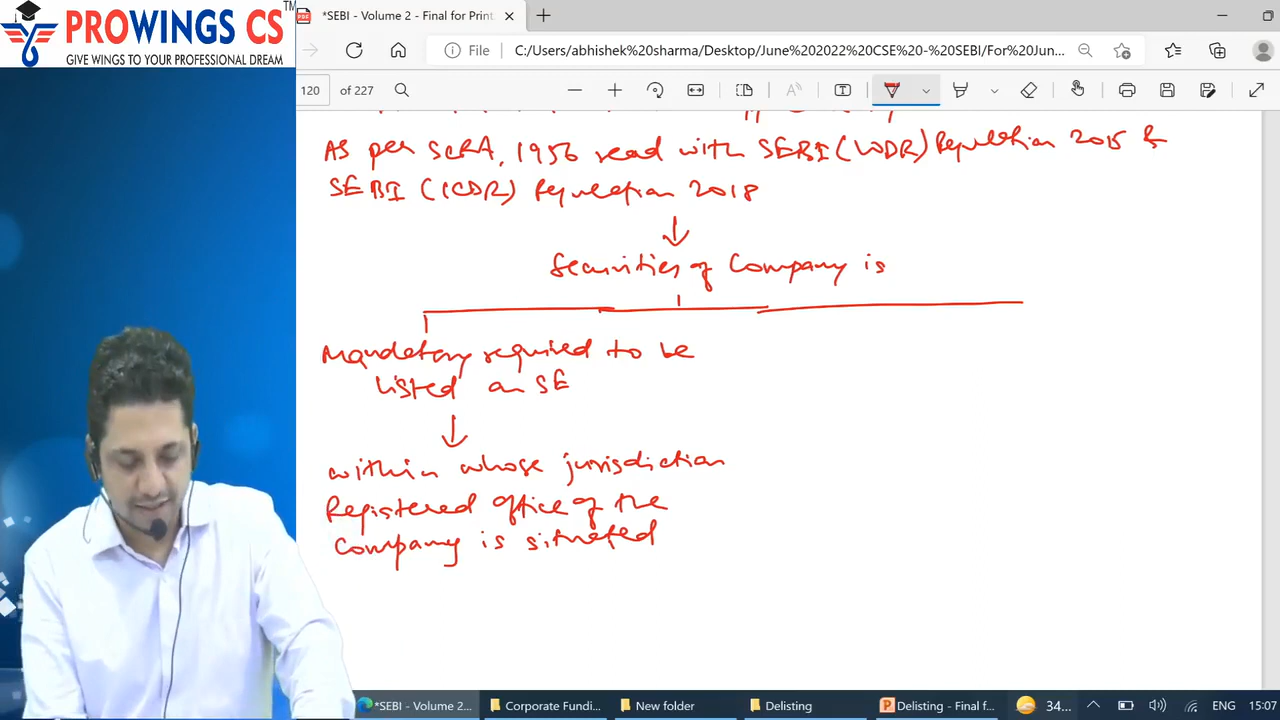 PROWINGS CS™
GIVE WINGS TO YOUR PROFESSIONAL DREAM
*SEBI - Volume 2 - Final for Print
File C:/Users/abhishek%20sharma/Desktop/June%202022%20CSE%20-%20SEBI/For%20Jun...
120 of 227
As per SCRA, 1956 read with SEBI (LODR) Regulation 2015 &
SEBI (ICDR) Regulation 2018
Securities of Company is
Mandatory required to be
listed on SE
within whose jurisdiction
Registered office of the
Company is situated
*SEBI - Volume 2... Corporate Fundi... New folder Delisting Delisting - Final f... 34... ENG 15:07